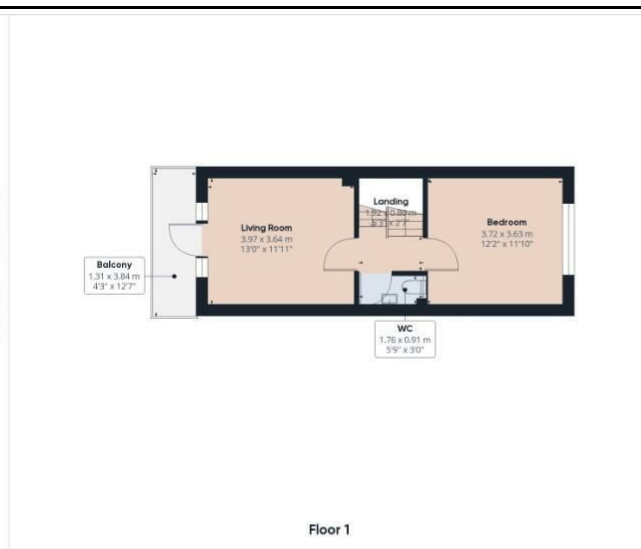 Landing
Living Room
3.97 x 3.64 m
13'0" x 11'11"
Bedroom
3.72 x 3.63 m
12'2" x 11'10"
Balcony
1.31 x 3.84 m
4'3" x 12'7"
WC
1.76 x 0.91 m
5'9" x 3'0"
Floor 1